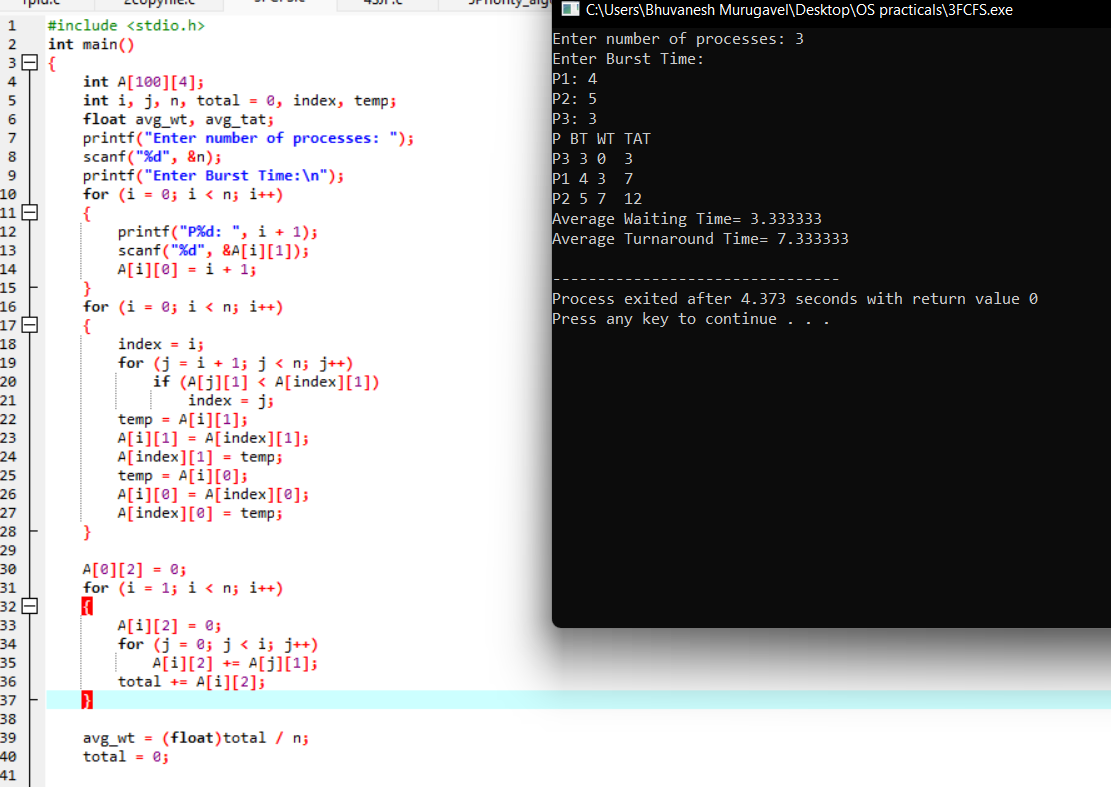 C:\Users\Bhuvanesh Murugavel\Desktop\OS practicals\3FCFS.exe
1 #include <stdio.h>
2 int main()
3 {
4 int A[100][4];
5 int i, j, n, total = 0, index, temp;
6 float avg_wt, avg_tat;
7 printf("Enter number of processes: ");
8 scanf("%d", &n);
9 printf("Enter Burst Time:\n");
10 for (i = 0; i < n; i++)
11 {
12 printf("P%d: ", i + 1);
13 scanf("%d", &A[i][1]);
14 A[i][0] = i + 1;
15 }
16 for (i = 0; i < n; i++)
17 {
18 index = i;
19 for (j = i + 1; j < n; j++)
20 if (A[j][1] < A[index][1])
21 index = j;
22 temp = A[i][1];
23 A[i][1] = A[index][1];
24 A[index][1] = temp;
25 temp = A[i][0];
26 A[i][0] = A[index][0];
27 A[index][0] = temp;
28 }
29
30 A[0][2] = 0;
31 for (i = 1; i < n; i++)
32 {
33 A[i][2] = 0;
34 for (j = 0; j < i; j++)
35 A[i][2] += A[j][1];
36 total += A[i][2];
37 }
38
39 avg_wt = (float)total / n;
40 total = 0;
41
Enter number of processes: 3
Enter Burst Time:
P1: 4
P2: 5
P3: 3
P BT WT TAT
P3 3 0 3
P1 4 3 7
P2 5 7 12
Average Waiting Time= 3.333333
Average Turnaround Time= 7.333333
--------------------------------
Process exited after 4.373 seconds with return value 0
Press any key to continue . . .